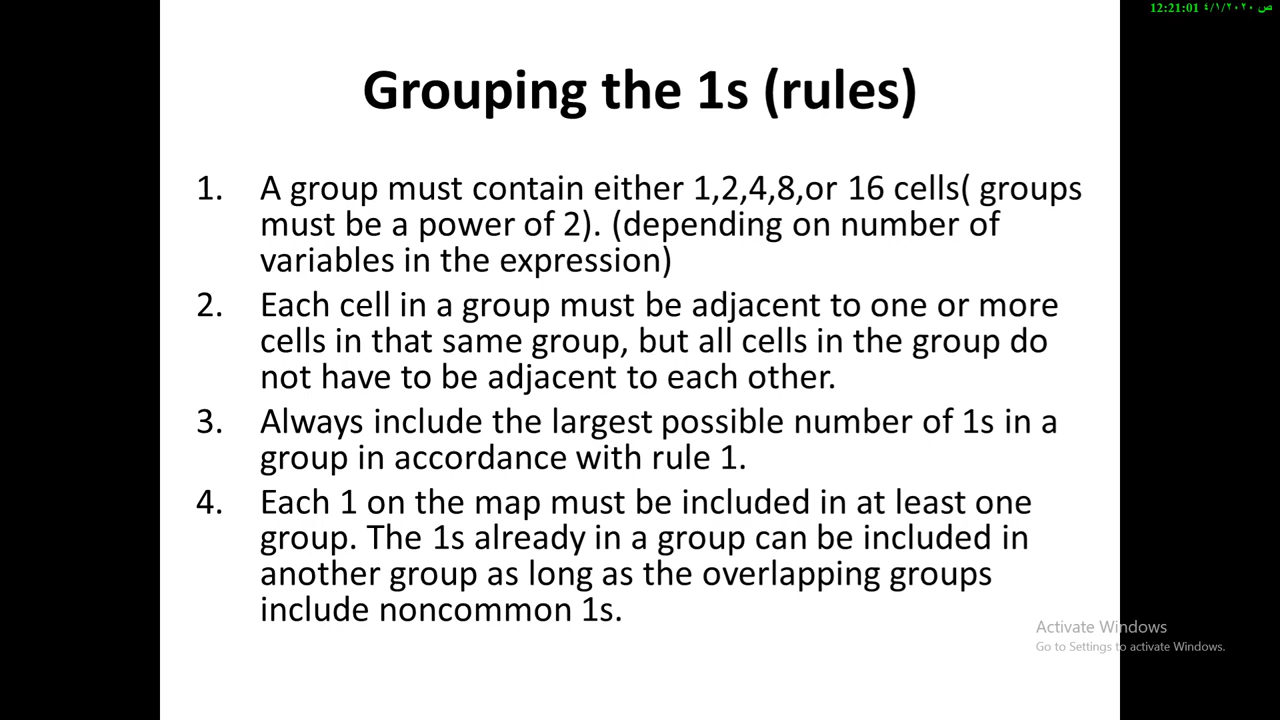 12:21:01 ٤/١/٢٠٢٠ ص
Grouping the 1s (rules)
1. A group must contain either 1,2,4,8,or 16 cells( groups
must be a power of 2). (depending on number of
variables in the expression)
2. Each cell in a group must be adjacent to one or more
cells in that same group, but all cells in the group do
not have to be adjacent to each other.
3. Always include the largest possible number of 1s in a
group in accordance with rule 1.
4. Each 1 on the map must be included in at least one
group. The 1s already in a group can be included in
another group as long as the overlapping groups
include noncommon 1s.
Activate Windows
Go to Settings to activate Windows.